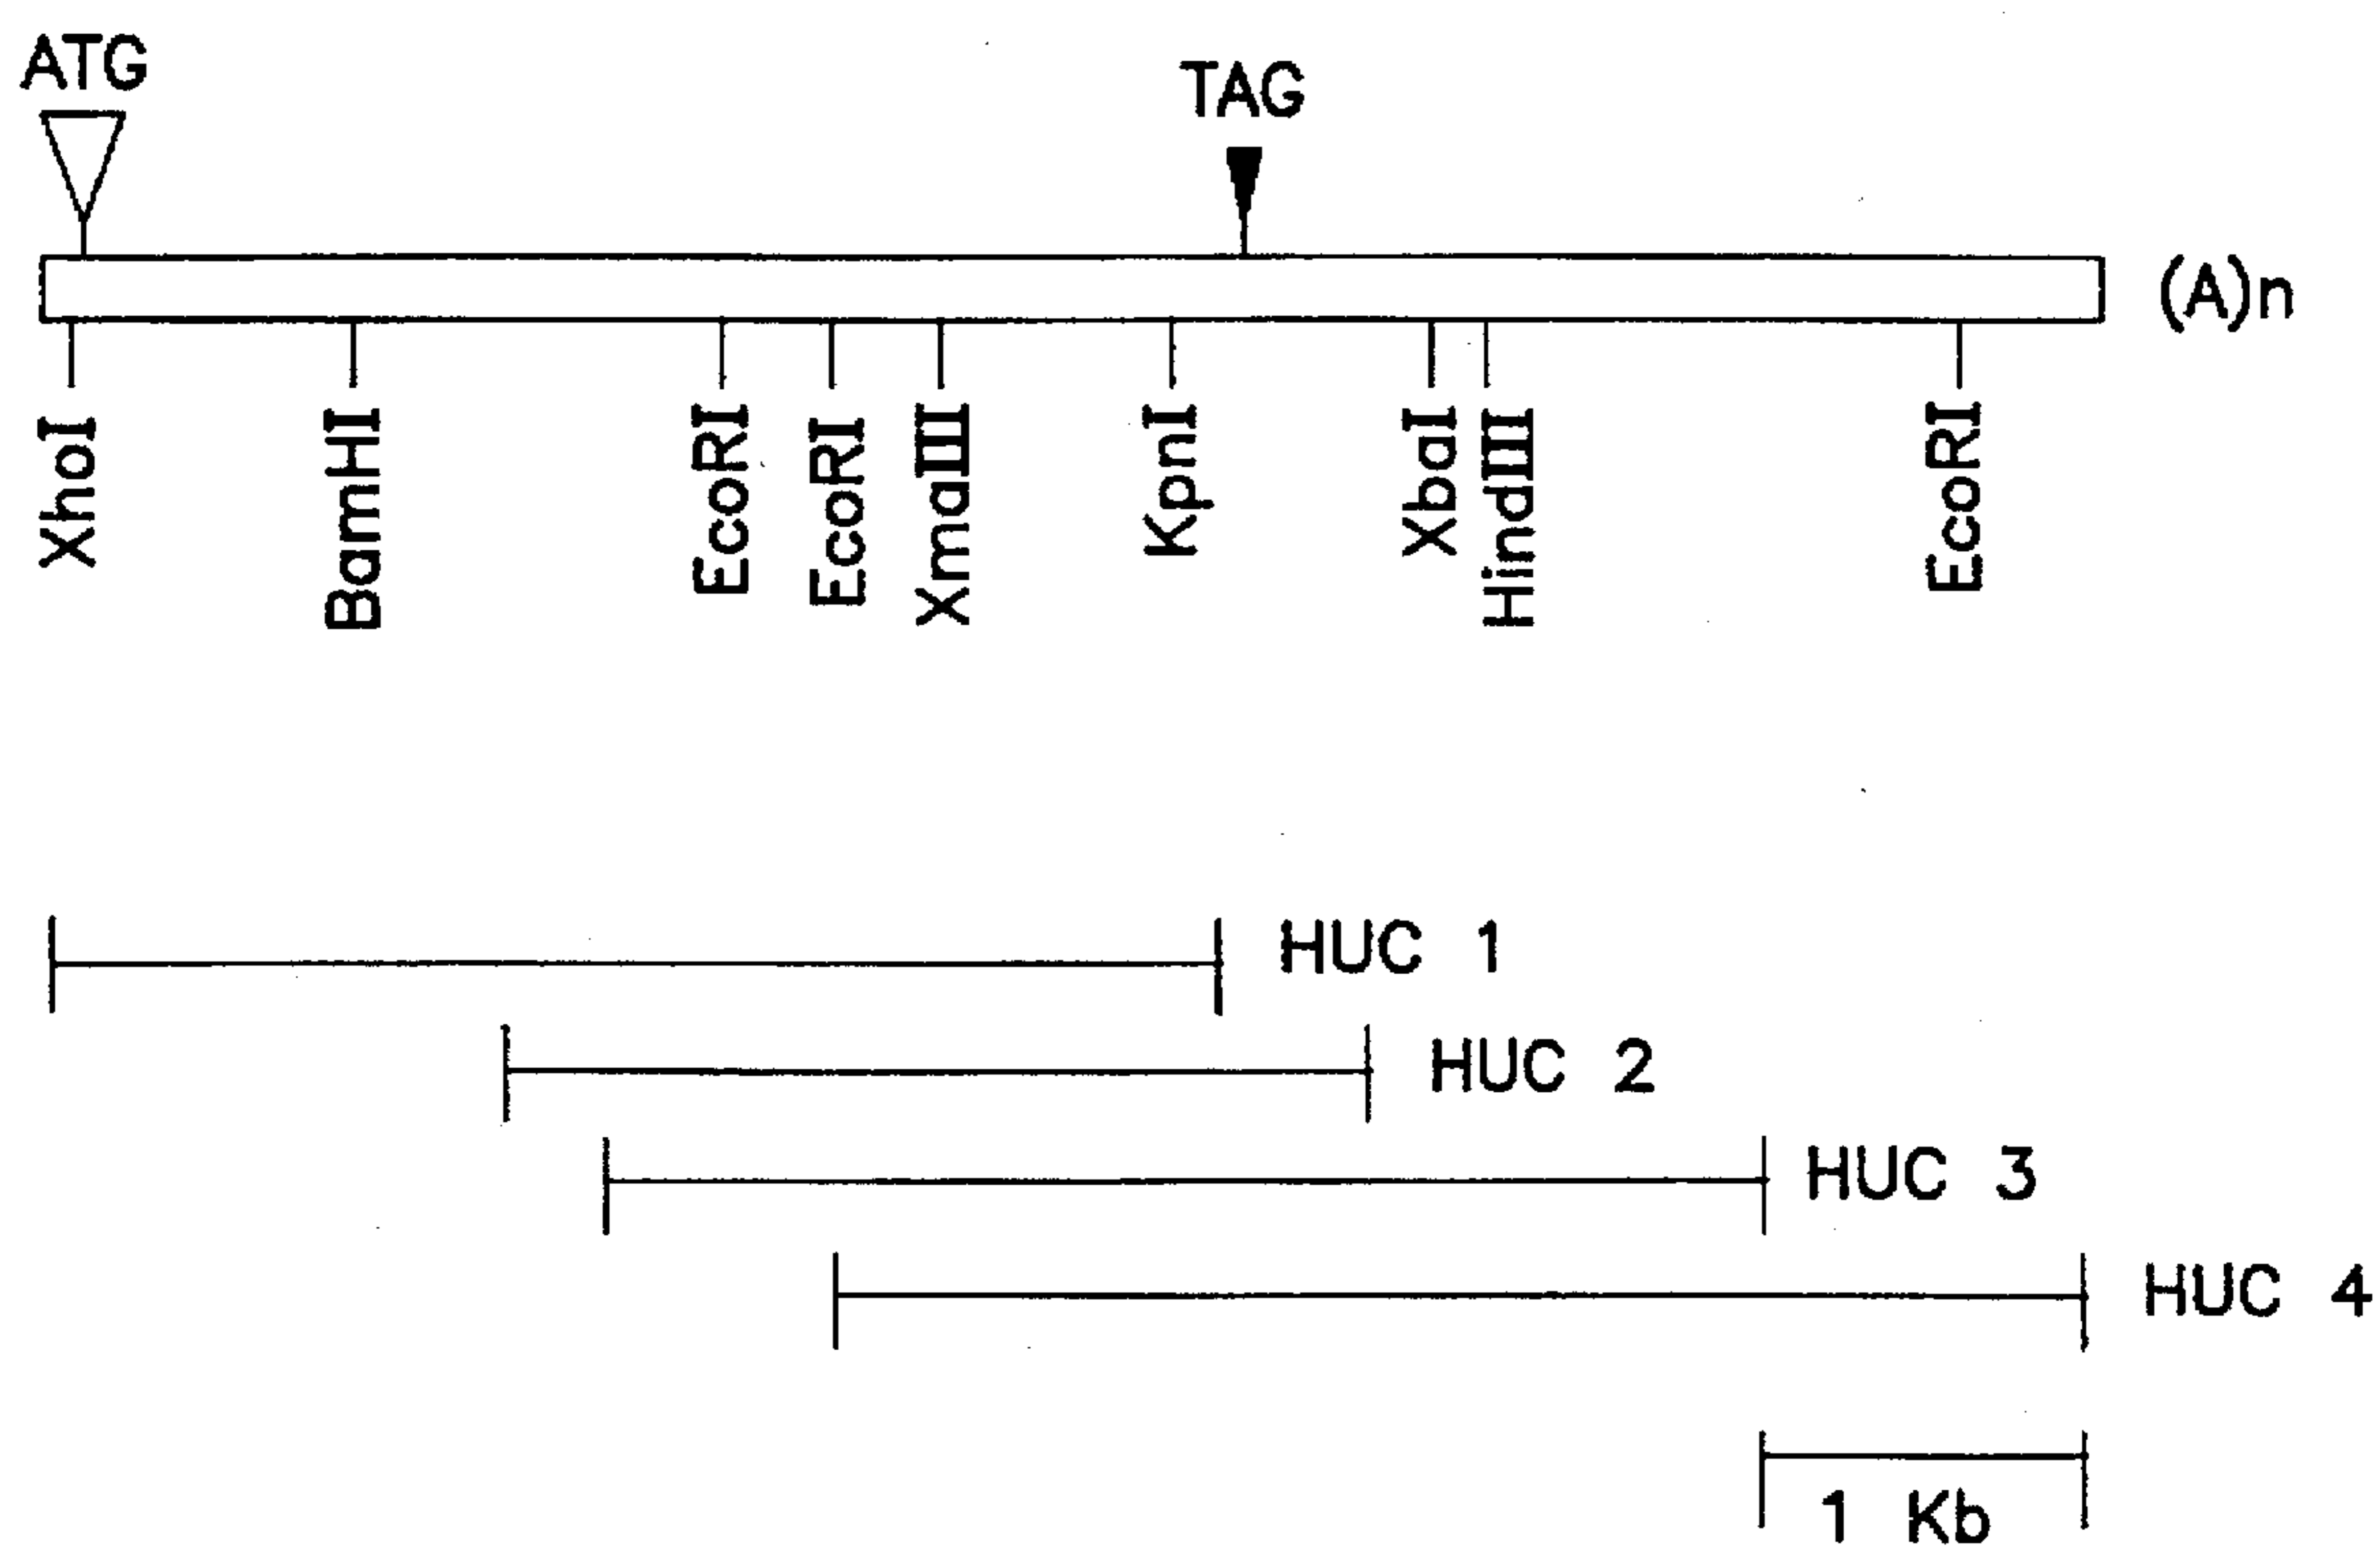 ATG
TAG
(A)n
XhoI
BamHI
EcoRI
EcoRI
XmaIII
KpnI
XbaI
HindIII
EcoRI
HUC 1
HUC 2
HUC 3
HUC 4
1 Kb